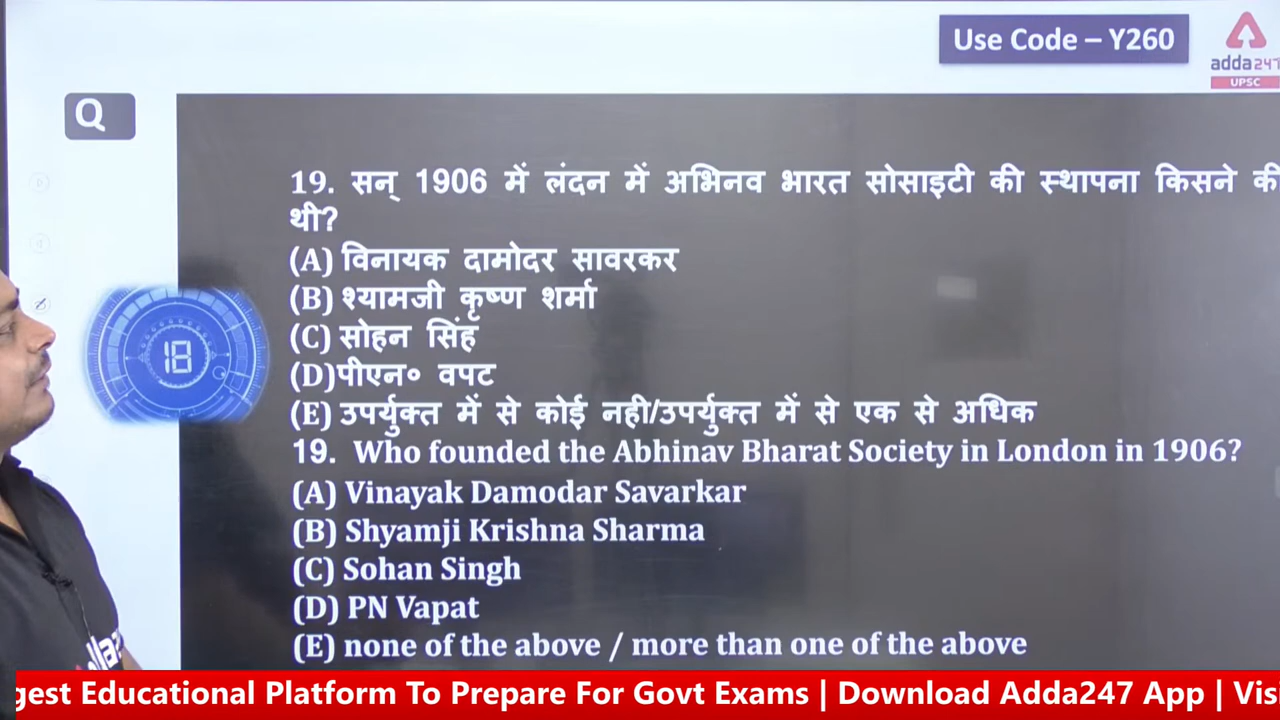 Use Code – Y260
adda247
UPSC
Q
19. सन् 1906 में लंदन में अभिनव भारत सोसाइटी की स्थापना किसने की
थी?
(A) विनायक दामोदर सावरकर
(B) श्यामजी कृष्ण शर्मा
(C) सोहन सिंह
(D)पीएन॰ वपट
(E) उपर्युक्त में से कोई नही/उपर्युक्त में से एक से अधिक
18
19. Who founded the Abhinav Bharat Society in London in 1906?
(A) Vinayak Damodar Savarkar
(B) Shyamji Krishna Sharma
(C) Sohan Singh
(D) PN Vapat
(E) none of the above / more than one of the above
gest Educational Platform To Prepare For Govt Exams | Download Adda247 App | Vis